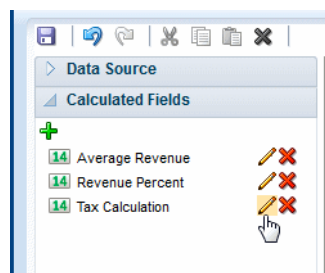 Data Source
Calculated Fields
14 Average Revenue
14 Revenue Percent
14 Tax Calculation